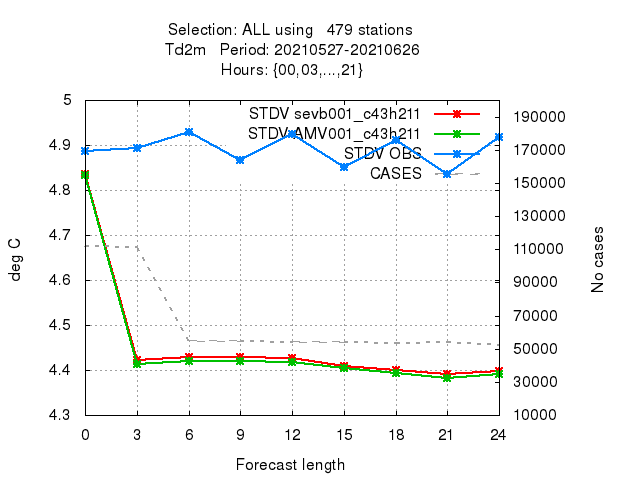 Selection: ALL using   479 stations
Td2m   Period: 20210527-20210626
Hours: {00,03,...,21}
STDV sevb001_c43h211
STDV AMV001_c43h211
STDV OBS
CASES
5
4.9
4.8
4.7
4.6
4.5
4.4
4.3
190000
170000
150000
130000
110000
90000
70000
50000
30000
10000
deg C
No cases
0 3 6 9 12 15 18 21 24
Forecast length